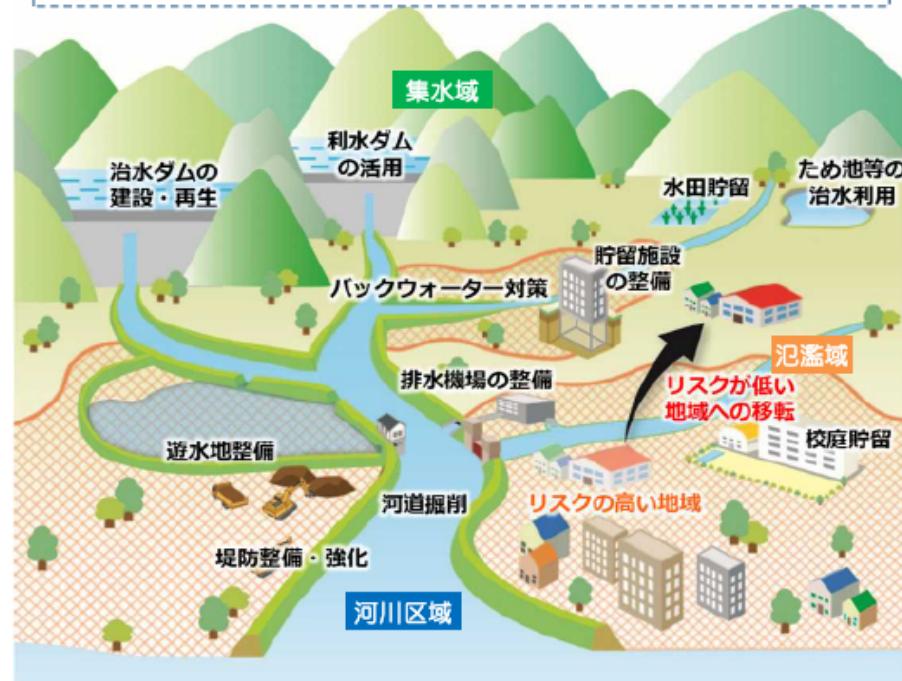 集水域
利水ダム
の活用
治水ダムの
建設・再生
水田貯留
ため池等の
治水利用
貯留施設
の整備
バックウォーター対策
氾濫域
排水機場の整備
リスクが低い
地域への移転
校庭貯留
遊水地整備
河道掘削
リスクの高い地域
堤防整備・強化
河川区域